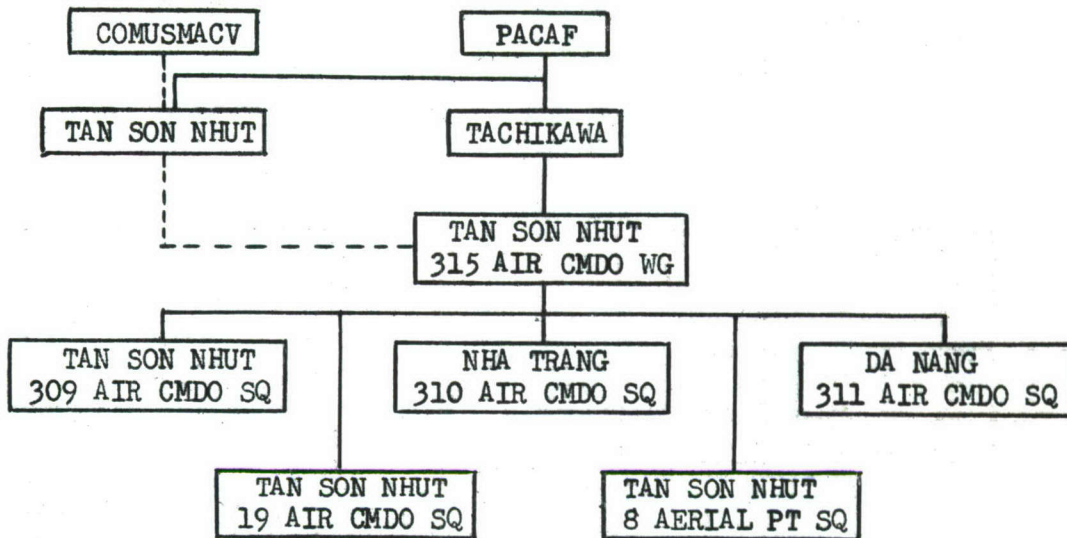 COMUSMACV
PACAF
TAN SON NHUT
TACHIKAWA
TAN SON NHUT
315 AIR CMDO WG
TAN SON NHUT
309 AIR CMDO SQ
NHA TRANG
310 AIR CMDO SQ
DA NANG
311 AIR CMDO SQ
TAN SON NHUT
19 AIR CMDO SQ
TAN SON NHUT
8 AERIAL PT SQ